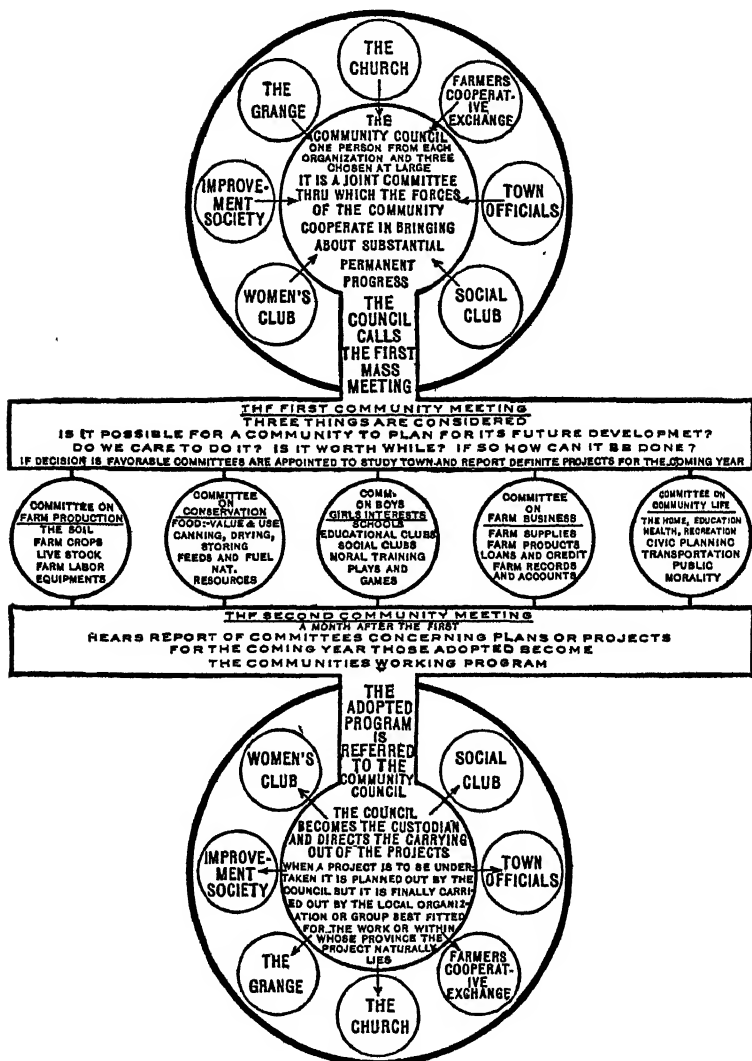 THE
CHURCH
THE
GRANGE
FARMERS
COOPERAT-
IVE
EXCHANGE
IMPROVE-
MENT
SOCIETY
TOWN
OFFICIALS
WOMEN'S
CLUB
SOCIAL
CLUB
THE
COMMUNITY COUNCIL
ONE PERSON FROM EACH
ORGANIZATION AND THREE
CHOSEN AT LARGE
IT IS A JOINT COMMITTEE
THRU WHICH THE FORCES
OF THE COMMUNITY
COOPERATE IN BRINGING
ABOUT SUBSTANTIAL
PERMANENT
PROGRESS
THE
COUNCIL
CALLS
THE FIRST
MASS
MEETING
THE FIRST COMMUNITY MEETING
THREE THINGS ARE CONSIDERED
IS IT POSSIBLE FOR A COMMUNITY TO PLAN FOR ITS FUTURE DEVELOPMET?
DO WE CARE TO DO IT? IS IT WORTH WHILE? IF SO HOW CAN IT BE DONE?
IF DECISION IS FAVORABLE COMMITTEES ARE APPOINTED TO STUDY TOWN AND REPORT DEFINITE PROJECTS FOR THE COMING YEAR
COMMITTEE ON
FARM PRODUCTION
THE SOIL
FARM CROPS
LIVE STOCK
FARM LABOR
EQUIPMENTS
COMMITTEE
ON
CONSERVATION
FOOD:-VALUE & USE
CANNING, DRYING,
STORING
FEEDS AND FUEL
NAT.
RESOURCES
COMM.
ON BOYS
GIRLS INTERESTS
SCHOOLS
EDUCATIONAL CLUBS
SOCIAL CLUBS
MORAL TRAINING
PLAYS AND
GAMES
COMMITTEE
ON
FARM BUSINESS
FARM SUPPLIES
FARM PRODUCTS
LOANS AND CREDIT
FARM RECORDS
AND ACCOUNTS
COMMITTEE ON
COMMUNITY LIFE
THE HOME, EDUCATION
HEALTH, RECREATION
CIVIC PLANNING
TRANSPORTATION
PUBLIC
MORALITY
THE SECOND COMMUNITY MEETING
A MONTH AFTER THE FIRST
HEARS REPORT OF COMMITTEES CONCERNING PLANS OR PROJECTS
FOR THE COMING YEAR THOSE ADOPTED BECOME
THE COMMUNITIES WORKING PROGRAM
THE
ADOPTED
PROGRAM
IS
REFERRED
TO THE
COMMUNITY
COUNCIL
THE COUNCIL
BECOMES THE CUSTODIAN
AND DIRECTS THE CARRYING
OUT OF THE PROJECTS
WHEN A PROJECT IS TO BE UNDER-
TAKEN IT IS PLANNED OUT BY THE
COUNCIL BUT IT IS FINALLY CARRI-
ED OUT BY THE LOCAL ORGANIZ-
ATION OR GROUP BEST FITTED
FOR THE WORK OR WITHIN
WHOSE PROVINCE THE
PROJECT NATURALLY
LIES
WOMEN'S
CLUB
SOCIAL
CLUB
IMPROVE-
MENT
SOCIETY
TOWN
OFFICIALS
THE
GRANGE
FARMERS
COOPERAT-
IVE
EXCHANGE
THE
CHURCH